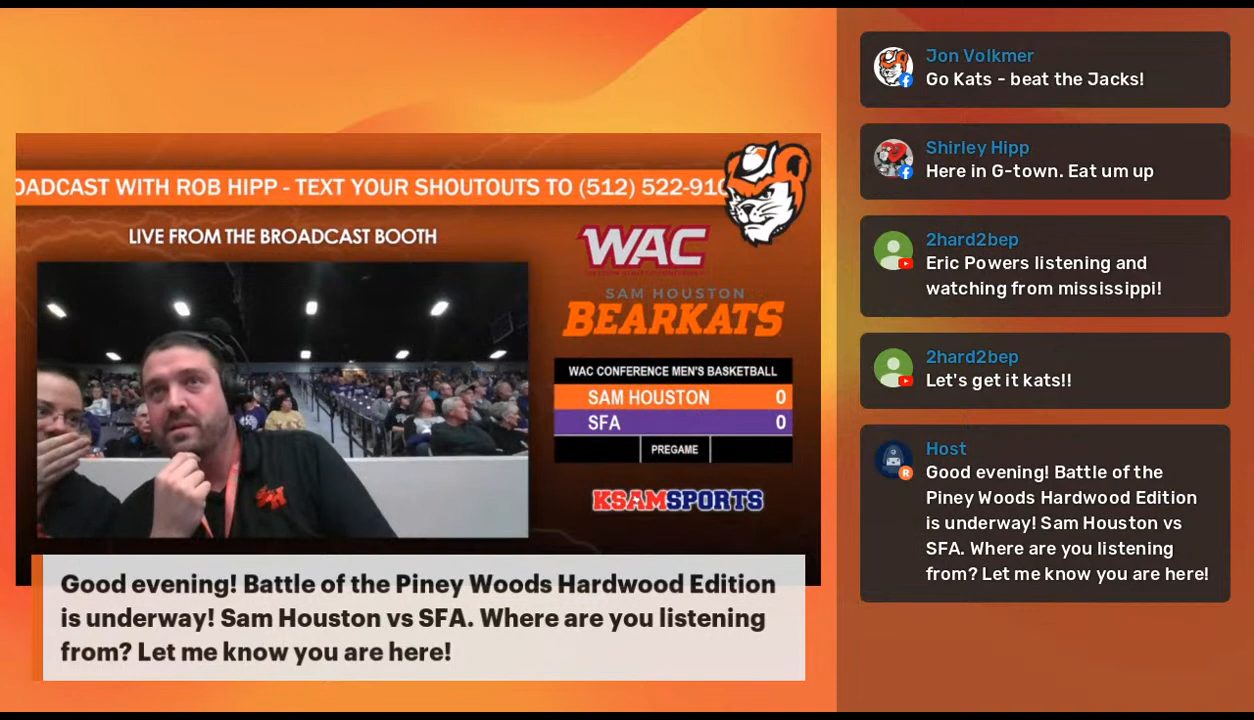 OADCAST WITH ROB HIPP - TEXT YOUR SHOUTOUTS TO (512) 522-910
LIVE FROM THE BROADCAST BOOTH
WAC
SAM HOUSTON
BEARKATS
WAC CONFERENCE MEN'S BASKETBALL
SAM HOUSTON 0
SFA 0
PREGAME
KSAMSPORTS
Good evening! Battle of the Piney Woods Hardwood Edition
is underway! Sam Houston vs SFA. Where are you listening
from? Let me know you are here!
Jon Volkmer
Go Kats - beat the Jacks!
Shirley Hipp
Here in G-town. Eat um up
2hard2bep
Eric Powers listening and
watching from mississippi!
2hard2bep
Let's get it kats!!
Host
Good evening! Battle of the
Piney Woods Hardwood Edition
is underway! Sam Houston vs
SFA. Where are you listening
from? Let me know you are here!